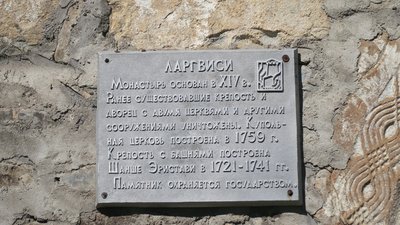 Ларгвиси
Монастырь основан в XIV в.
Ранее существовавшие крепость и
дворец с двумя церквями и другими
сооружениями уничтожены. Куполь-
ная церковь построена в 1759 г.
Крепость с башнями построена
Шанше Эристави в 1721-1741 гг.
Памятник охраняется государством.